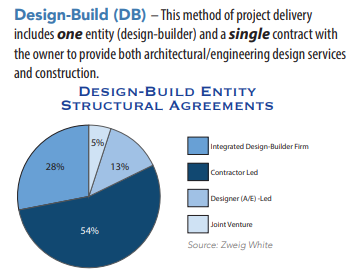 Design-Build (DB) – This method of project delivery
includes one entity (design-builder) and a single contract with
the owner to provide both architectural/engineering design services
and construction.
DESIGN-BUILD ENTITY
STRUCTURAL AGREEMENTS
5%
13%
28%
54%
Integrated Design-Builder Firm
Contractor Led
Designer (A/E) -Led
Joint Venture
Source: Zweig White